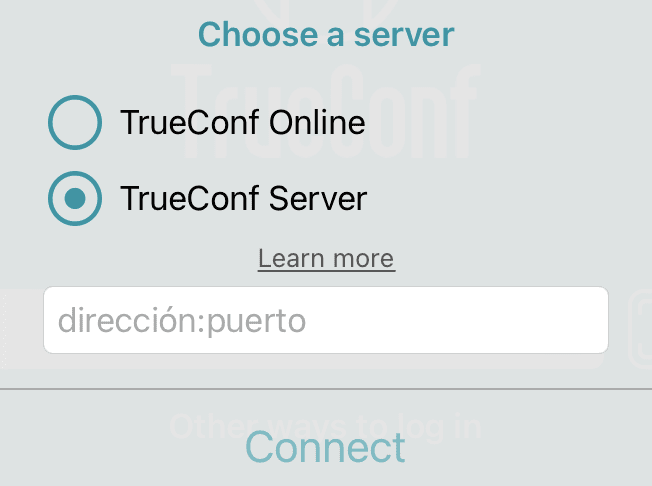 Choose a server
TrueConf
TrueConf Online
TrueConf Server
Learn more
dirección:puerto
Other ways to log in
Connect